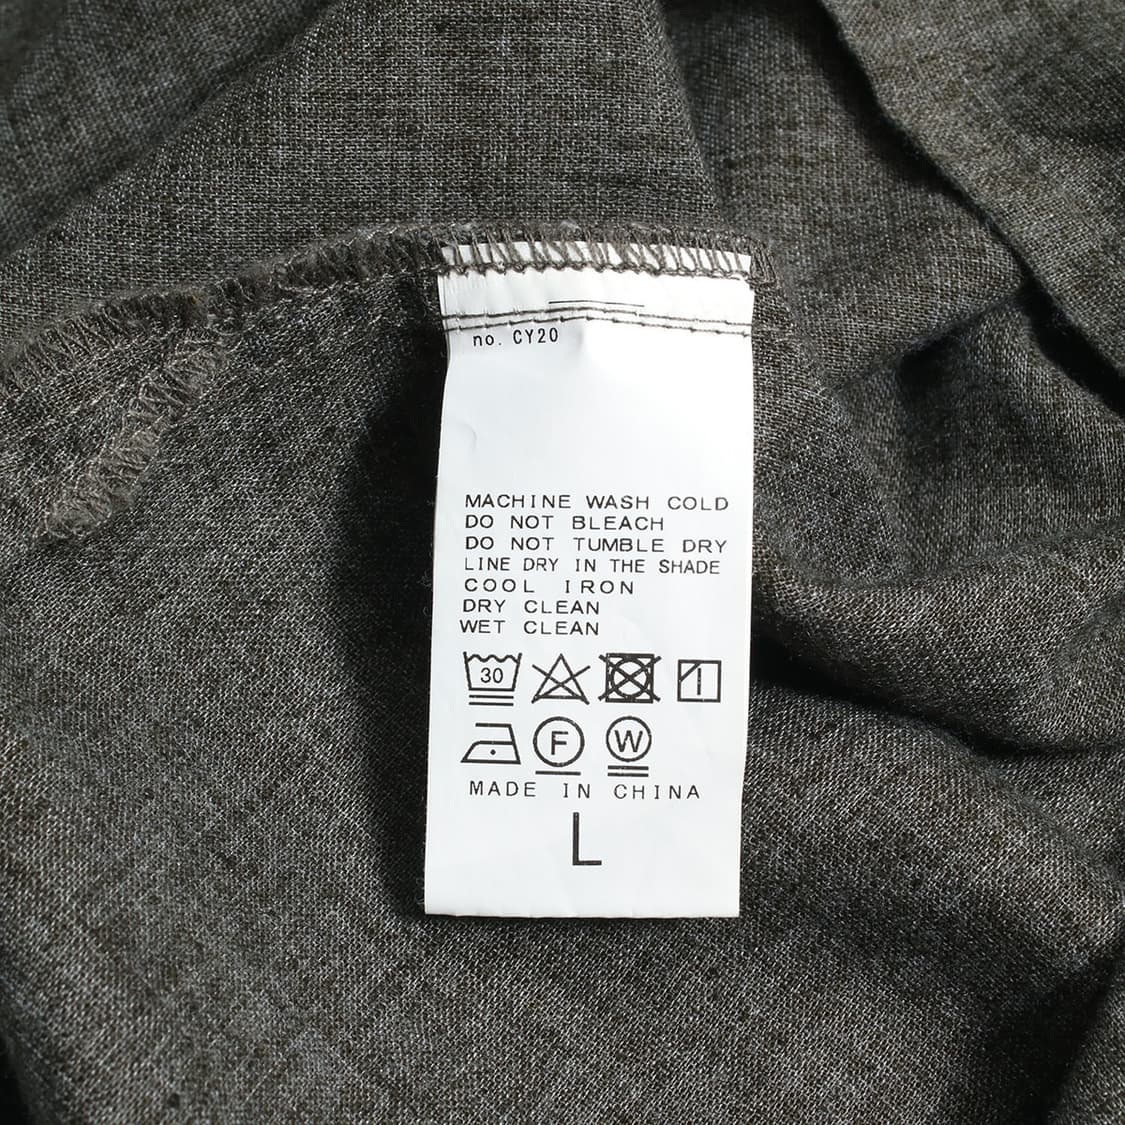 no. CY20
MACHINE WASH COLD
DO NOT BLEACH
DO NOT TUMBLE DRY
LINE DRY IN THE SHADE
COOL IRON
DRY CLEAN
WET CLEAN
30
F W
MADE IN CHINA
L